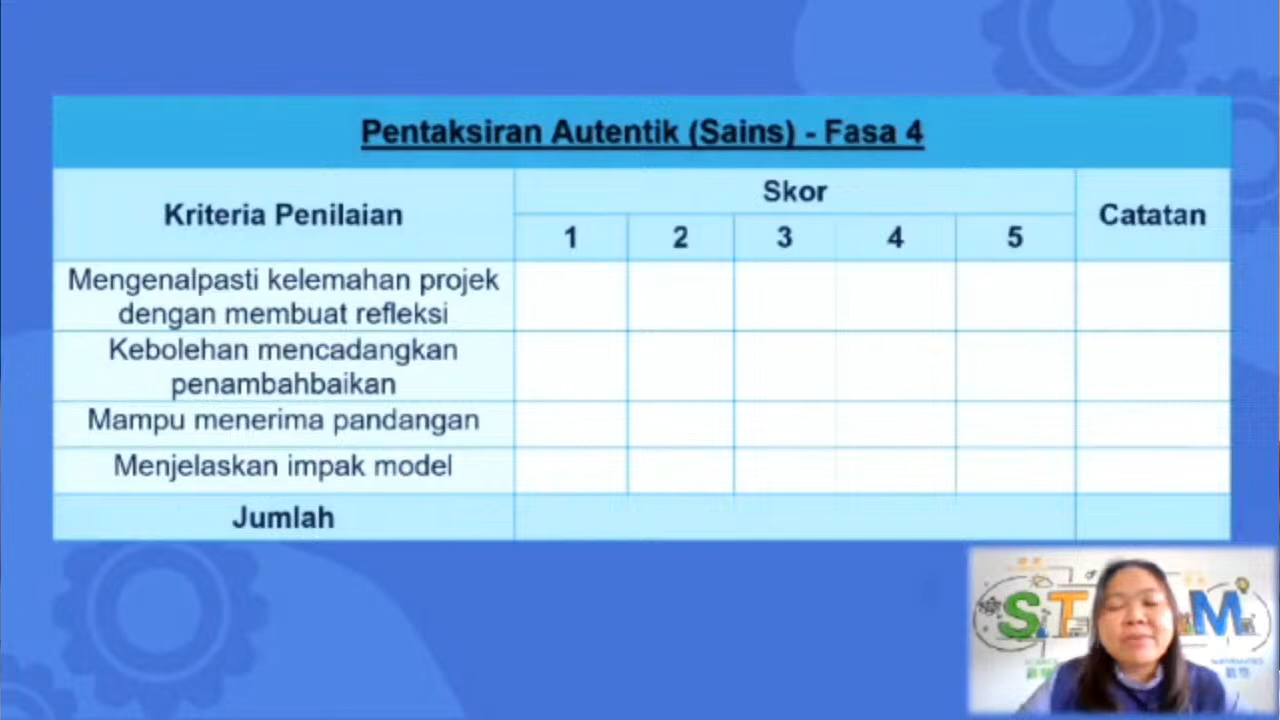 Pentaksiran Autentik (Sains) - Fasa 4
Kriteria Penilaian
Skor
Catatan
1 2 3 4 5
Mengenalpasti kelemahan projek
dengan membuat refleksi
Kebolehan mencadangkan
penambahbaikan
Mampu menerima pandangan
Menjelaskan impak model
Jumlah